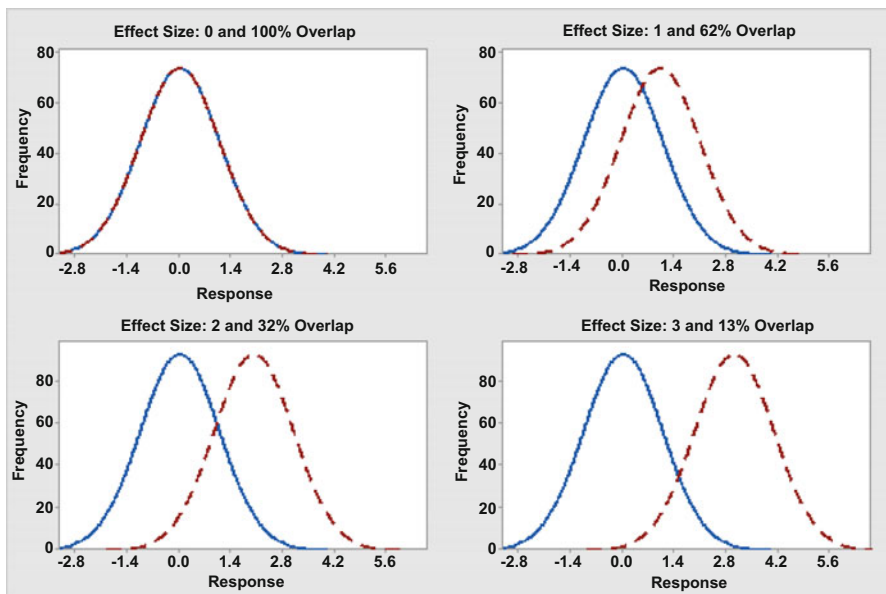 Effect Size: 0 and 100% Overlap
80
60
40
20
0
Frequency
-2.8 -1.4 0.0 1.4 2.8 4.2 5.6
Response
Effect Size: 1 and 62% Overlap
80
60
40
20
0
Frequency
-2.8 -1.4 0.0 1.4 2.8 4.2 5.6
Response
Effect Size: 2 and 32% Overlap
80
60
40
20
0
Frequency
-2.8 -1.4 0.0 1.4 2.8 4.2 5.6
Response
Effect Size: 3 and 13% Overlap
80
60
40
20
0
Frequency
-2.8 -1.4 0.0 1.4 2.8 4.2 5.6
Response